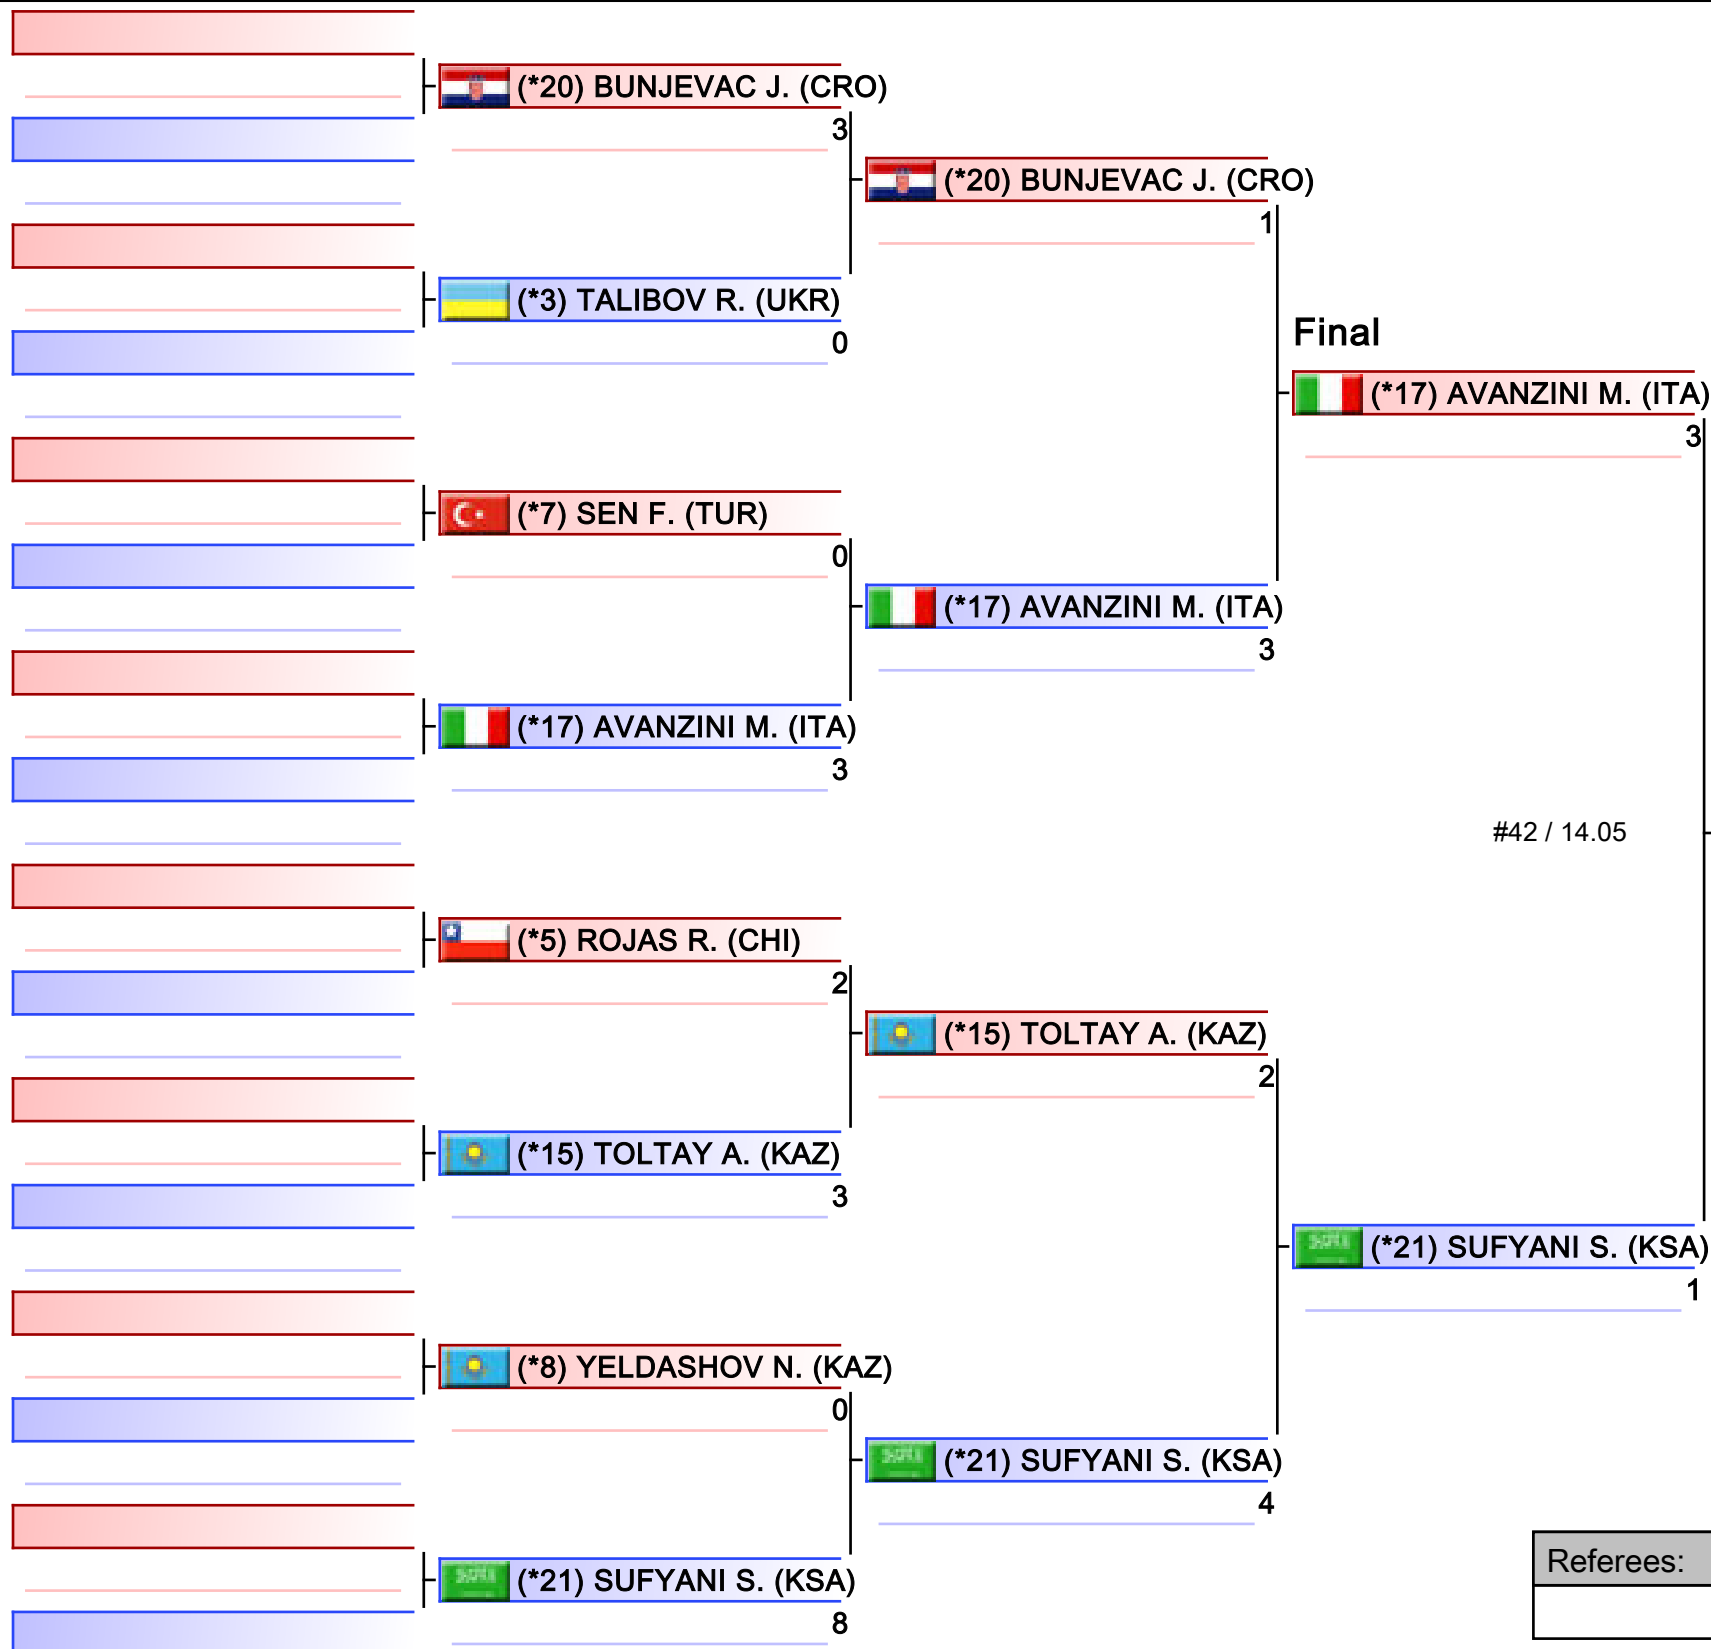 (*20) BUNJEVAC J. (CRO)
3
(*20) BUNJEVAC J. (CRO)
1
(*3) TALIBOV R. (UKR)
0
Final
(*17) AVANZINI M. (ITA)
3
(*7) SEN F. (TUR)
0
(*17) AVANZINI M. (ITA)
3
(*17) AVANZINI M. (ITA)
3
#42 / 14.05
(*5) ROJAS R. (CHI)
2
(*15) TOLTAY A. (KAZ)
2
(*15) TOLTAY A. (KAZ)
3
(*21) SUFYANI S. (KSA)
1
(*8) YELDASHOV N. (KAZ)
0
(*21) SUFYANI S. (KSA)
4
Referees:
(*21) SUFYANI S. (KSA)
8